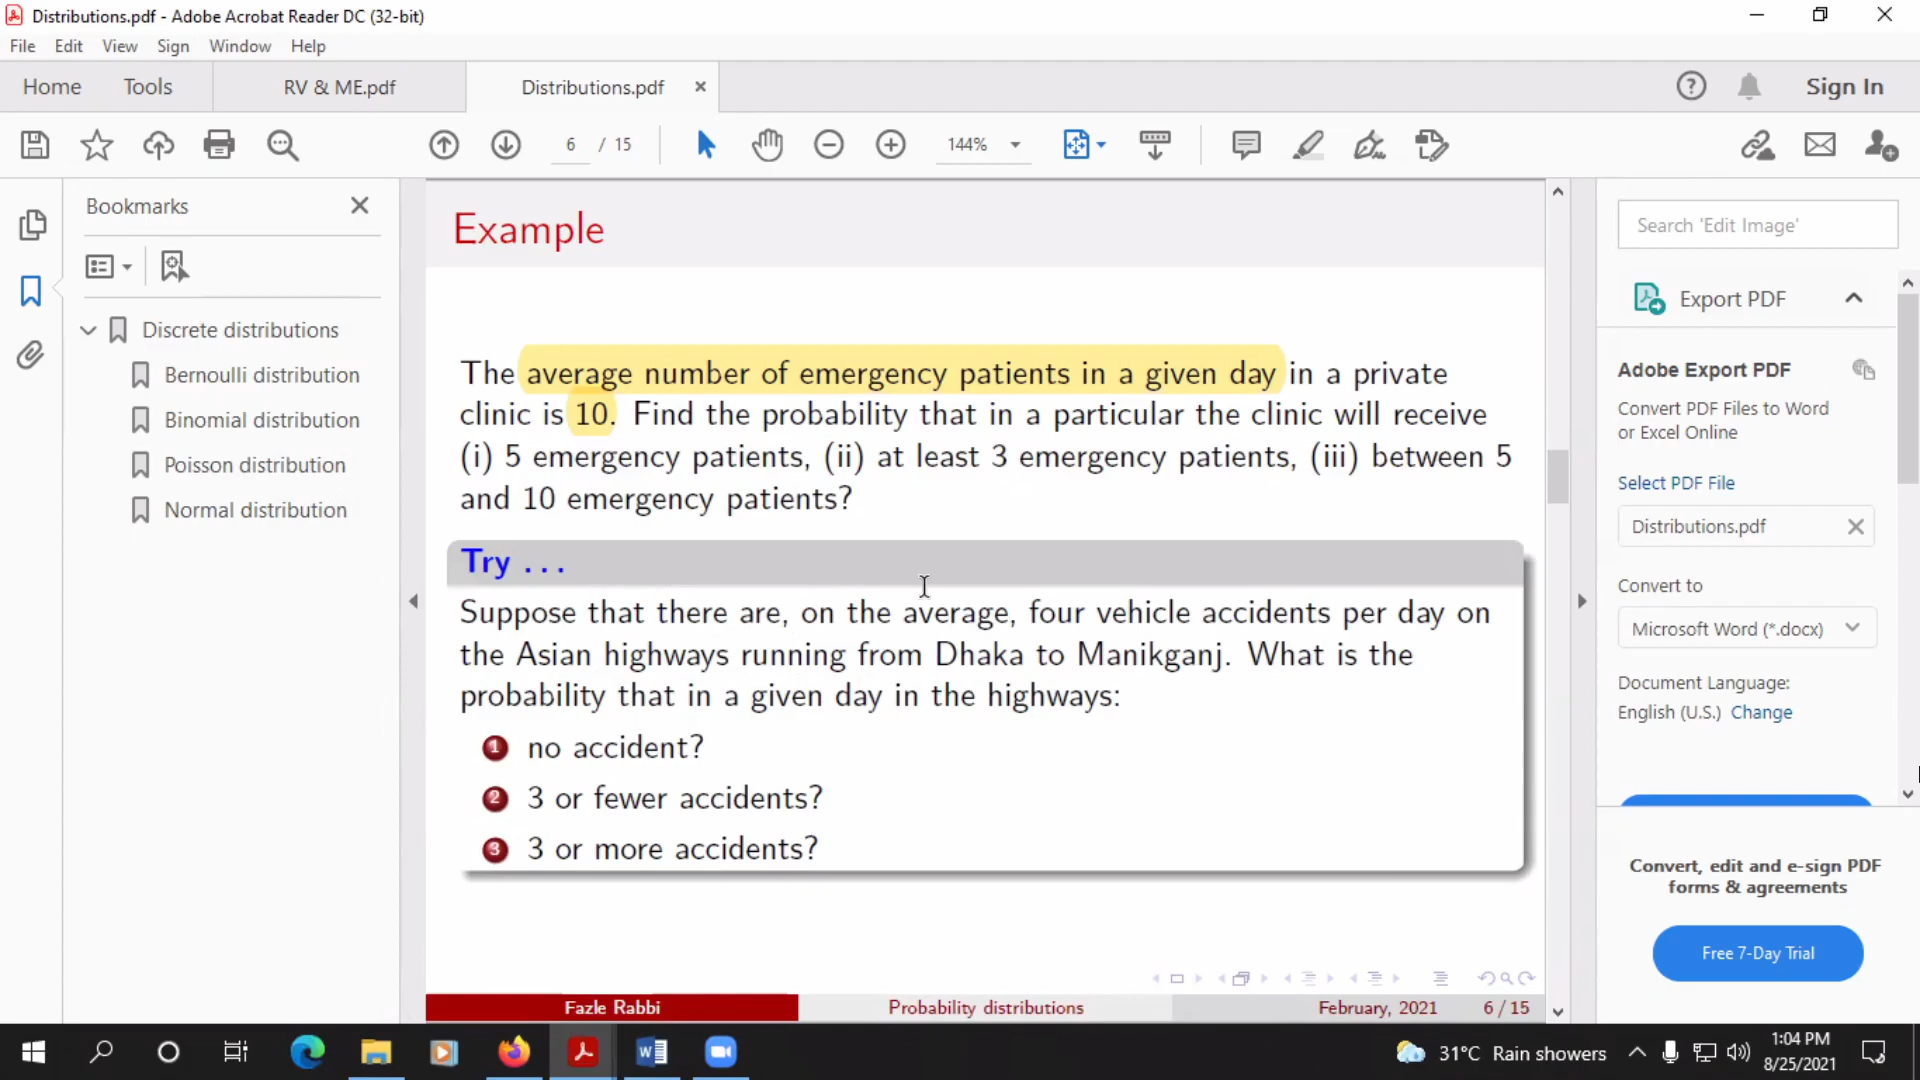 Distributions.pdf - Adobe Acrobat Reader DC (32-bit)
File Edit View Sign Window Help
Home Tools RV & ME.pdf Distributions.pdf Sign In
6 / 15 144%
Bookmarks
Discrete distributions
Bernoulli distribution
Binomial distribution
Poisson distribution
Normal distribution
Example
The average number of emergency patients in a given day in a private
clinic is 10. Find the probability that in a particular the clinic will receive
(i) 5 emergency patients, (ii) at least 3 emergency patients, (iii) between 5
and 10 emergency patients?
Try ...
Suppose that there are, on the average, four vehicle accidents per day on
the Asian highways running from Dhaka to Manikganj. What is the
probability that in a given day in the highways:
1 no accident?
2 3 or fewer accidents?
3 3 or more accidents?
Fazle Rabbi Probability distributions February, 2021 6 / 15
Search 'Edit Image'
Export PDF
Adobe Export PDF
Convert PDF Files to Word
or Excel Online
Select PDF File
Distributions.pdf
Convert to
Microsoft Word (*.docx)
Document Language:
English (U.S.) Change
Convert, edit and e-sign PDF
forms & agreements
Free 7-Day Trial
31°C Rain showers
1:04 PM
8/25/2021